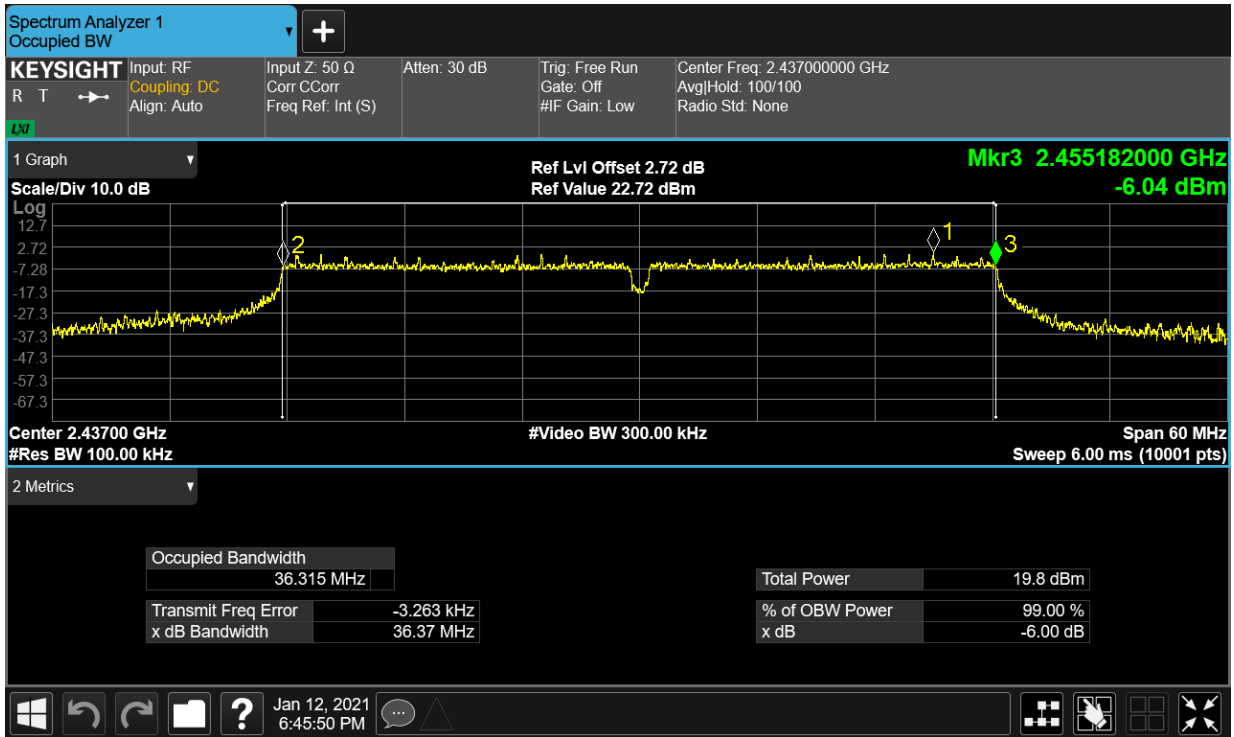 Spectrum Analyzer 1
Occupied BW
KEYSIGHT
R T
LXI
Input: RF
Coupling: DC
Align: Auto
Input Z: 50 Ω
Corr CCorr
Freq Ref: Int (S)
Atten: 30 dB
Trig: Free Run
Gate: Off
#IF Gain: Low
Center Freq: 2.437000000 GHz
Avg|Hold: 100/100
Radio Std: None
1 Graph
Scale/Div 10.0 dB
Ref Lvl Offset 2.72 dB
Ref Value 22.72 dBm
Mkr3 2.455182000 GHz
-6.04 dBm
Log
12.7
2.72
-7.28
-17.3
-27.3
-37.3
-47.3
-57.3
-67.3
2
1
3
Center 2.43700 GHz
#Res BW 100.00 kHz
#Video BW 300.00 kHz
Span 60 MHz
Sweep 6.00 ms (10001 pts)
2 Metrics
Occupied Bandwidth
36.315 MHz
Transmit Freq Error -3.263 kHz
x dB Bandwidth 36.37 MHz
Total Power 19.8 dBm
% of OBW Power 99.00 %
x dB -6.00 dB
?
Jan 12, 2021
6:45:50 PM